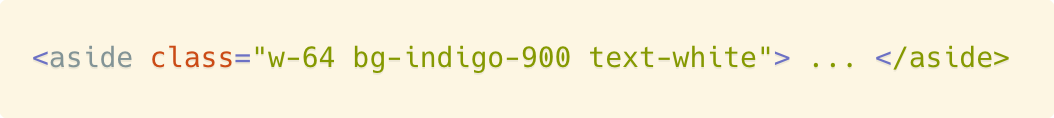 <aside class="w-64 bg-indigo-900 text-white"> ... </aside>